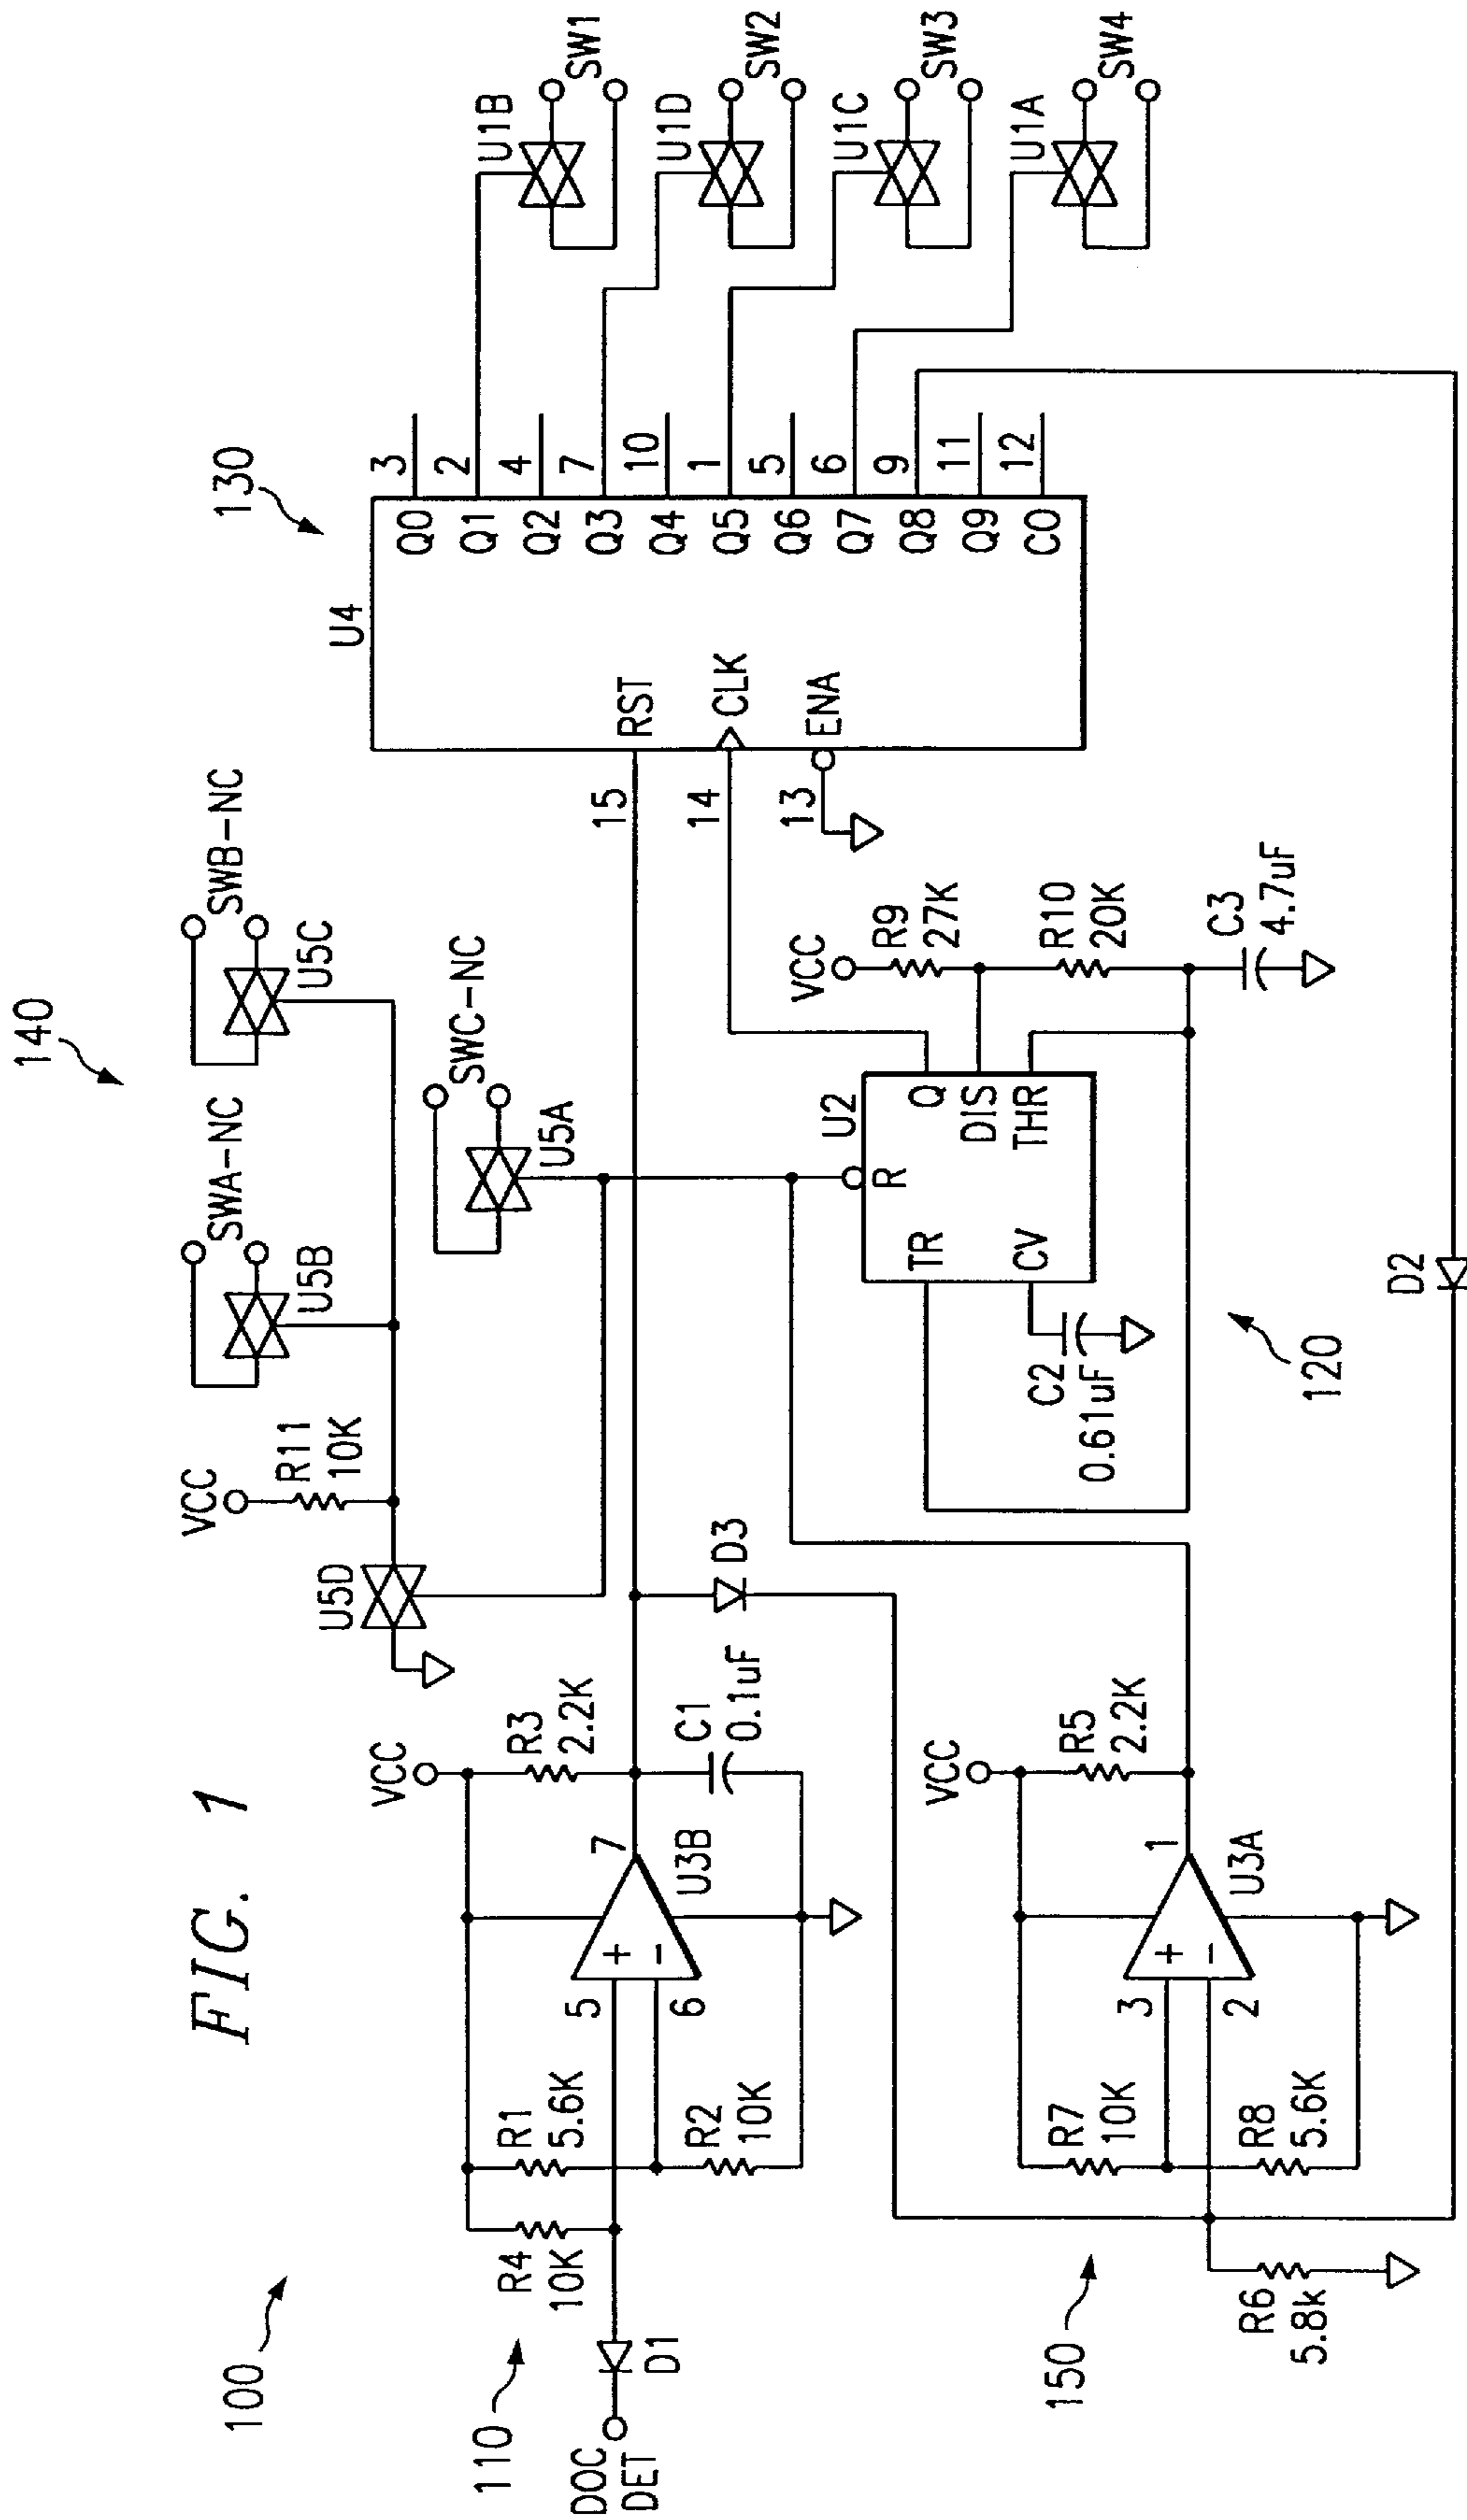 FIG. 1
100
110
DOC
DET
D1
R4
10K
R1
5.6K
R2
10K
5
6
+
-
7
U3B
VCC
R3
2.2K
C1
0.1uF
D3
U5D
VCC
R11
10K
140
SWA-NC
U5B
SWB-NC
U5C
SWC-NC
U5A
150
R6
5.8k
R7
10K
R8
5.6K
3
2
+
-
1
U3A
VCC
R5
2.2K
120
U2
R
TR
CV
Q
DIS
THR
C2
0.61uF
VCC
R9
27K
R10
20K
C3
4.7uF
D2
130
U4
15
RST
14
CLK
13
ENA
Q0
3
Q1
2
Q2
4
Q3
7
Q4
10
Q5
1
Q6
5
Q7
6
Q8
9
Q9
11
CO
12
U1B
SW1
U1D
SW2
U1C
SW3
U1A
SW4